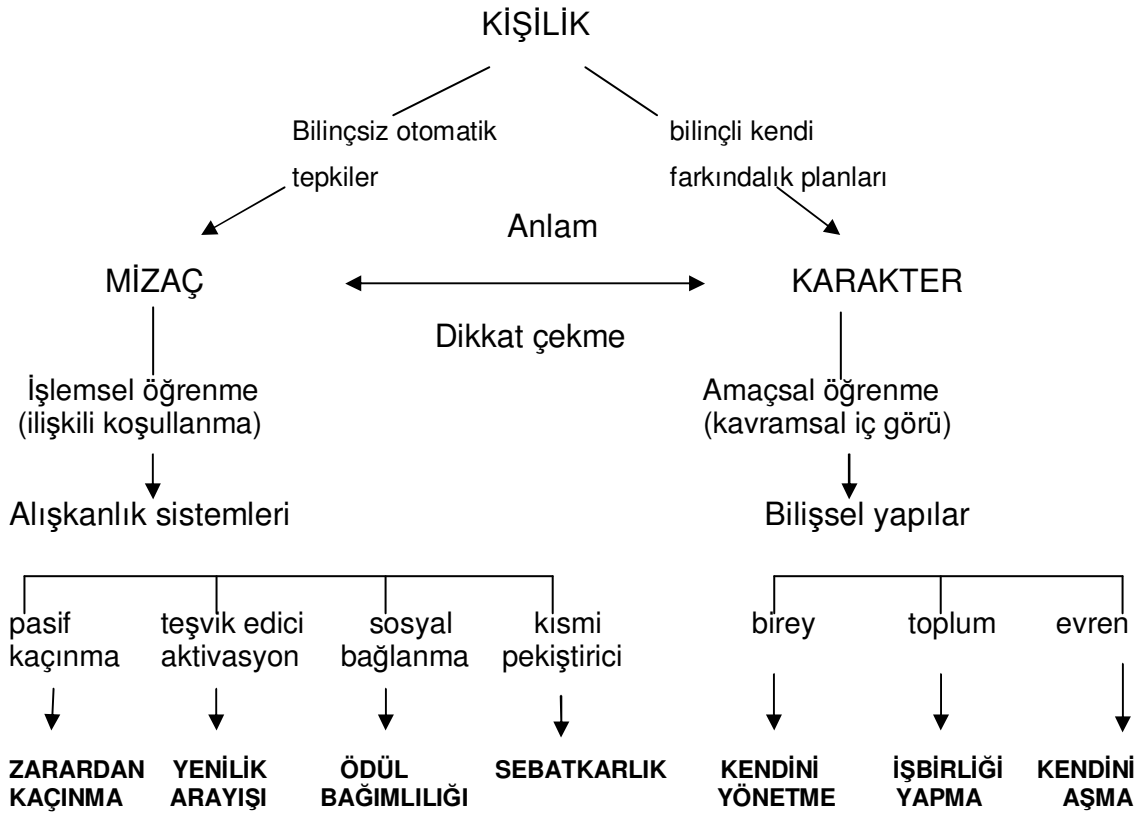 KİŞİLİK
Bilinçsiz otomatik
tepkiler
bilinçli kendi
farkındalık planları
Anlam
MİZAÇ
KARAKTER
Dikkat çekme
İşlemsel öğrenme
(ilişkili koşullanma)
Amaçsal öğrenme
(kavramsal iç görü)
Alışkanlık sistemleri
Bilişsel yapılar
pasif
kaçınma
teşvik edici
aktivasyon
sosyal
bağlanma
kısmi
pekiştirici
birey
toplum
evren
ZARARDAN
KAÇINMA
YENİLİK
ARAYIŞI
ÖDÜL
BAĞIMLILIĞI
SEBATKARLIK
KENDİNİ
YÖNETME
İŞBİRLİĞİ
YAPMA
KENDİNİ
AŞMA